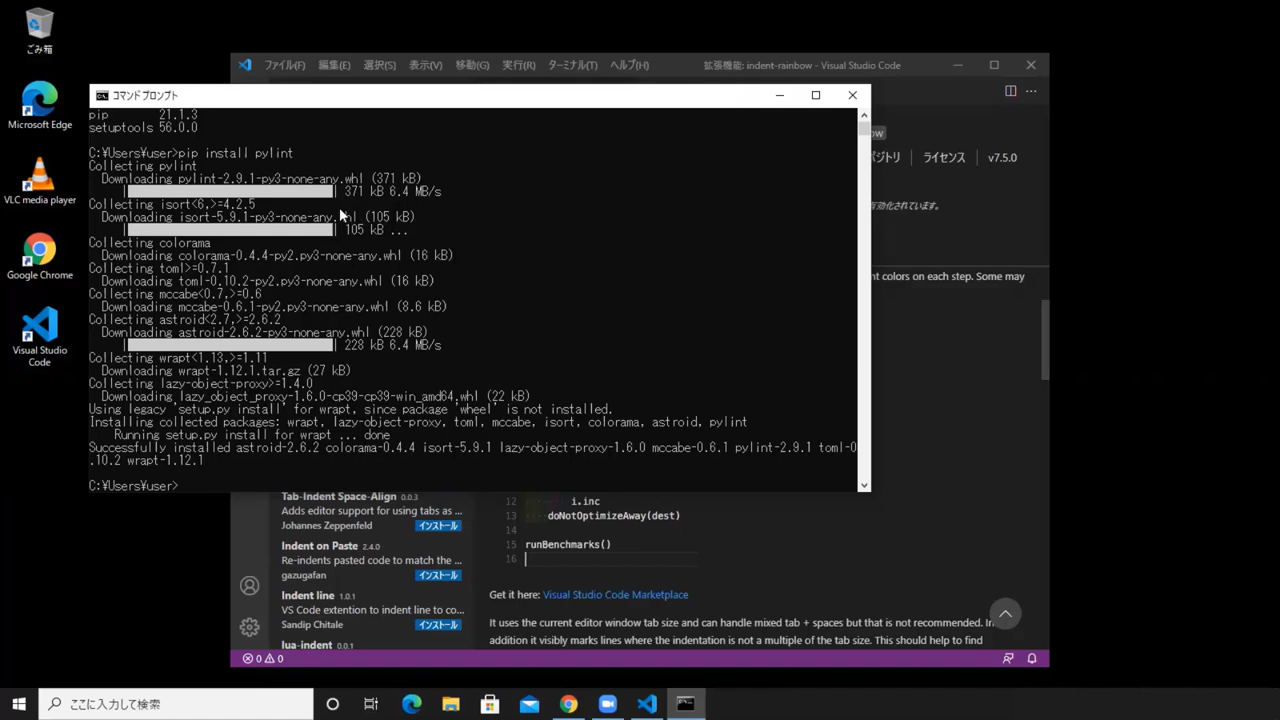 ごみ箱
Microsoft Edge
VLC media player
Google Chrome
Visual Studio
Code
ファイル(F) 編集(E) 選択(S) 表示(V) 移動(G) 実行(R) ターミナル(T) ヘルプ(H) 拡張機能: indent-rainbow - Visual Studio Code
コマンドプロンプト
pip 21.1.3
setuptools 56.0.0
C:¥Users¥user>pip install pylint
Collecting pylint
Downloading pylint-2.9.1-py3-none-any.whl (371 kB)
371 kB 6.4 MB/s
Collecting isort<6,>=4.2.5
Downloading isort-5.9.1-py3-none-any.whl (105 kB)
105 kB ...
Collecting colorama
Downloading colorama-0.4.4-py2.py3-none-any.whl (16 kB)
Collecting toml>=0.7.1
Downloading toml-0.10.2-py2.py3-none-any.whl (16 kB)
Collecting mccabe<0.7,>=0.6
Downloading mccabe-0.6.1-py2.py3-none-any.whl (8.6 kB)
Collecting astroid<2.7,>=2.6.2
Downloading astroid-2.6.2-py3-none-any.whl (228 kB)
228 kB 6.4 MB/s
Collecting wrapt<1.13,>=1.11
Downloading wrapt-1.12.1.tar.gz (27 kB)
Collecting lazy-object-proxy>=1.4.0
Downloading lazy_object_proxy-1.6.0-cp39-cp39-win_amd64.whl (22 kB)
Using legacy 'setup.py install' for wrapt, since package 'wheel' is not installed.
Installing collected packages: wrapt, lazy-object-proxy, toml, mccabe, isort, colorama, astroid, pylint
Running setup.py install for wrapt ... done
Successfully installed astroid-2.6.2 colorama-0.4.4 isort-5.9.1 lazy-object-proxy-1.6.0 mccabe-0.6.1 pylint-2.9.1 toml-0
.10.2 wrapt-1.12.1
C:¥Users¥user>
ow
ポジトリ ライセンス v7.5.0
有効化されています。
nt colors on each step. Some may
Tab-Indent Space-Align 0.0.3
Adds editor support for using tabs as ...
Johannes Zeppenfeld インストール
Indent on Paste 2.4.0
Re-indents pasted code to match the ...
gazugafan インストール
Indent line 1.0.1
VS Code extention to indent line to co...
Sandip Chitale インストール
lua-indent 0.0.1
12 i.inc
13 doNotOptimizeAway(dest)
14
15 runBenchmarks()
16
Get it here: Visual Studio Code Marketplace
It uses the current editor window tab size and can handle mixed tab + spaces but that is not recommended. In
addition it visibly marks lines where the indentation is not a multiple of the tab size. This should help to find
0 0
ここに入力して検索